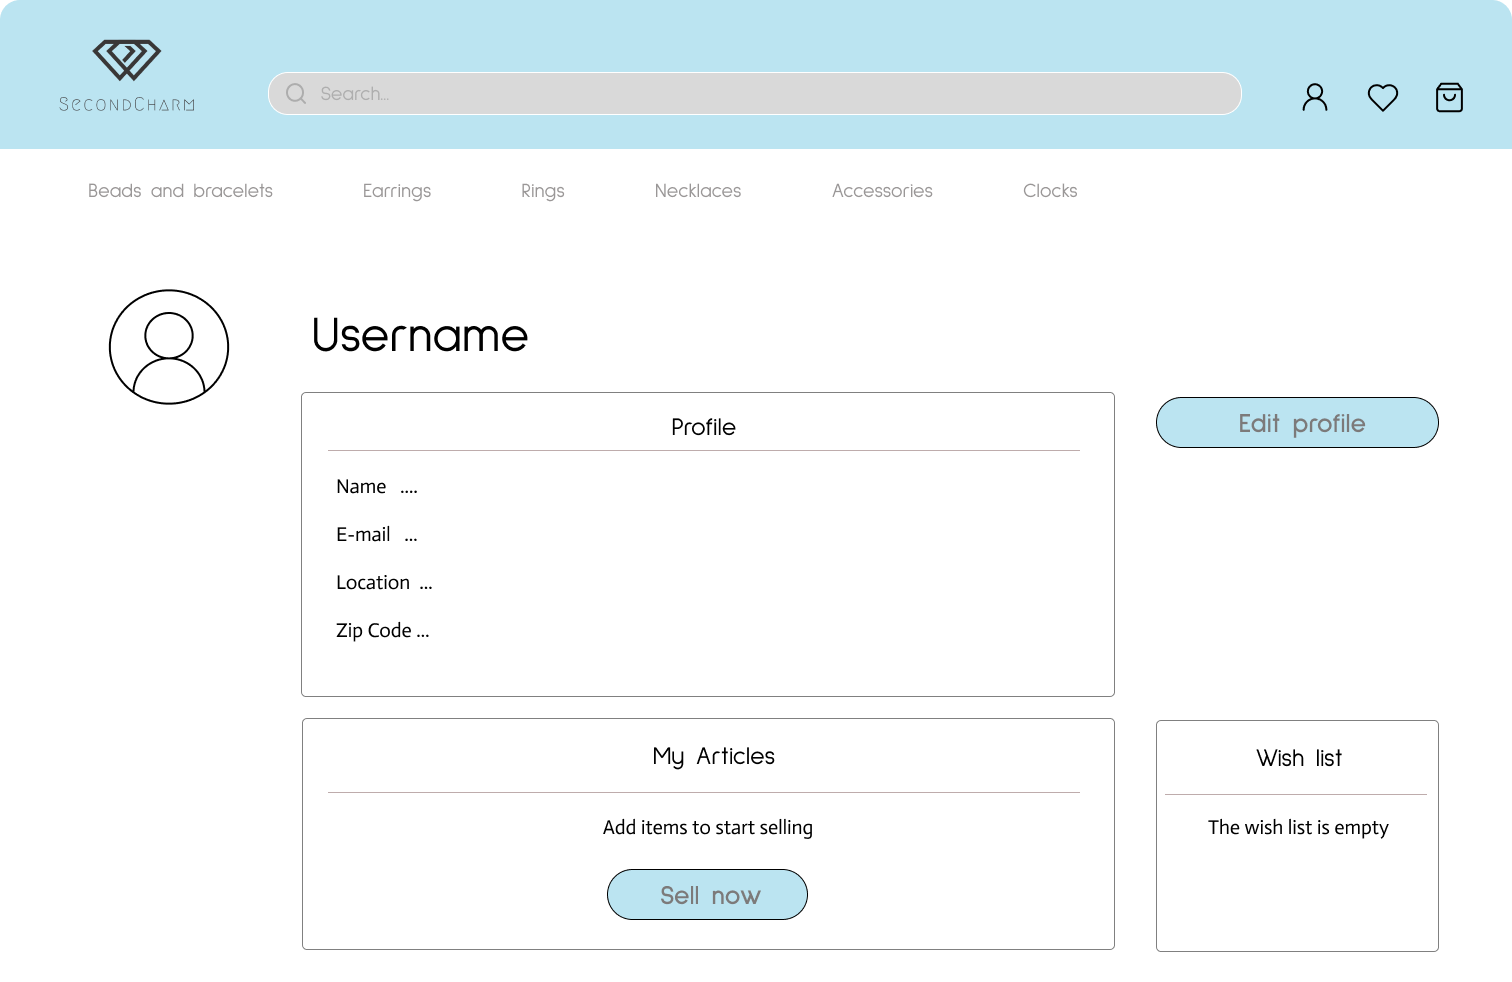 SecondCharm
Search...
Beads and bracelets
Earrings
Rings
Necklaces
Accessories
Clocks
Username
Profile
Edit profile
Name ....
E-mail ...
Location ...
Zip Code ...
My Articles
Wish list
Add items to start selling
The wish list is empty
Sell now